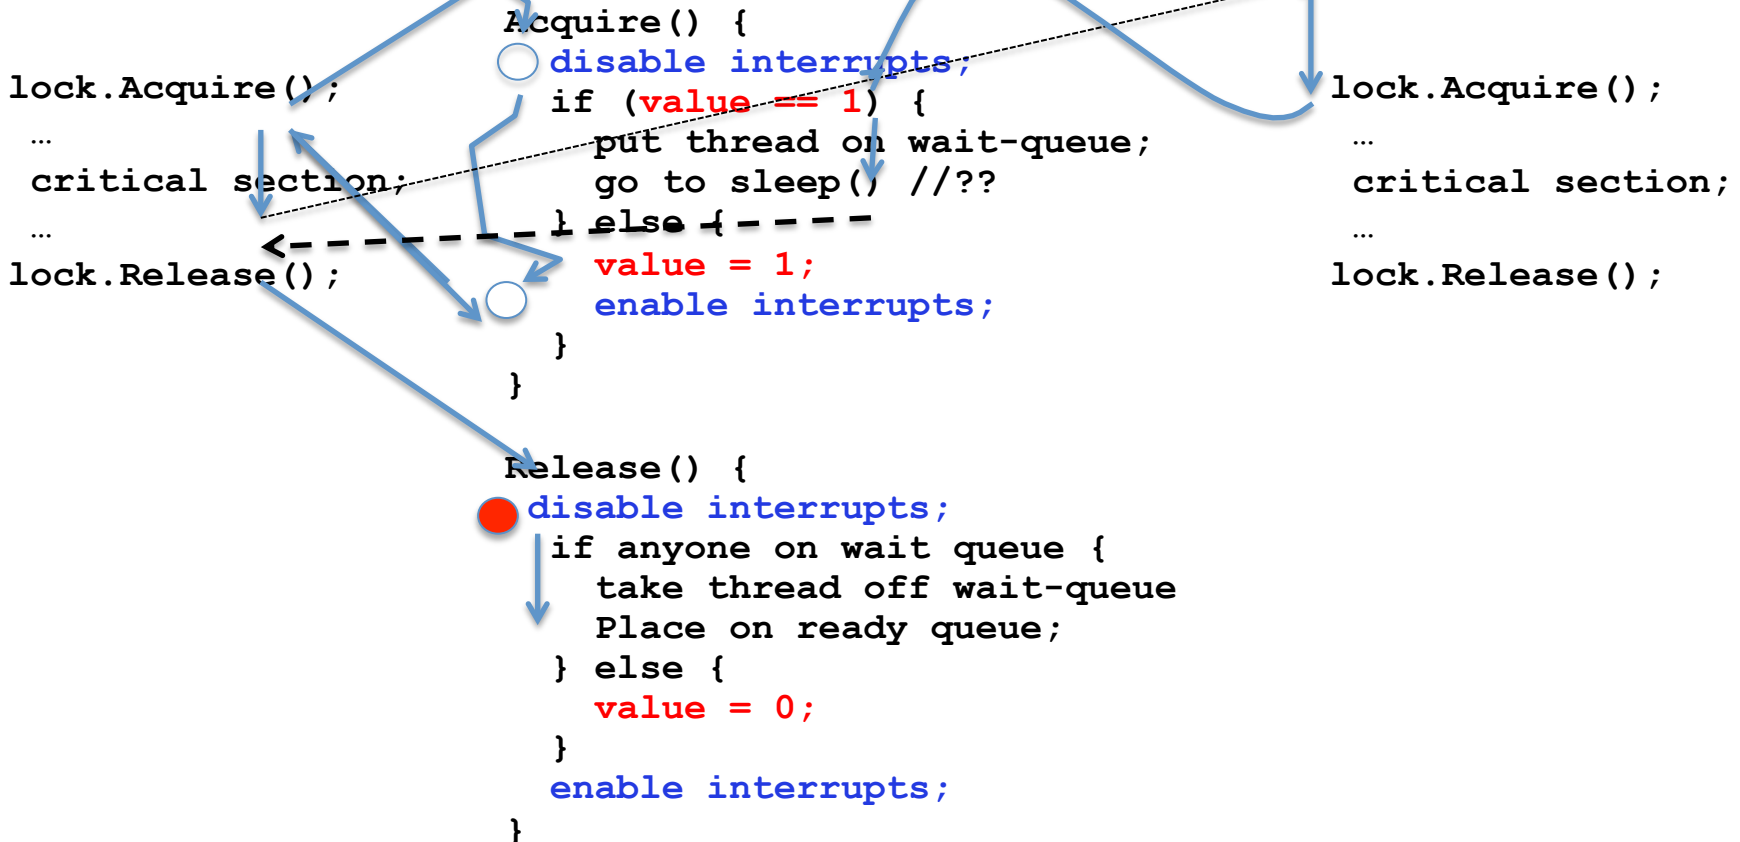 lock.Acquire();
…
critical section;
…
lock.Release();
Acquire() {
disable interrupts;
if (value == 1) {
put thread on wait-queue;
go to sleep() //??
} else {
value = 1;
enable interrupts;
}
}
Release() {
disable interrupts;
if anyone on wait queue {
take thread off wait-queue
Place on ready queue;
} else {
value = 0;
}
enable interrupts;
}
lock.Acquire();
…
critical section;
…
lock.Release();